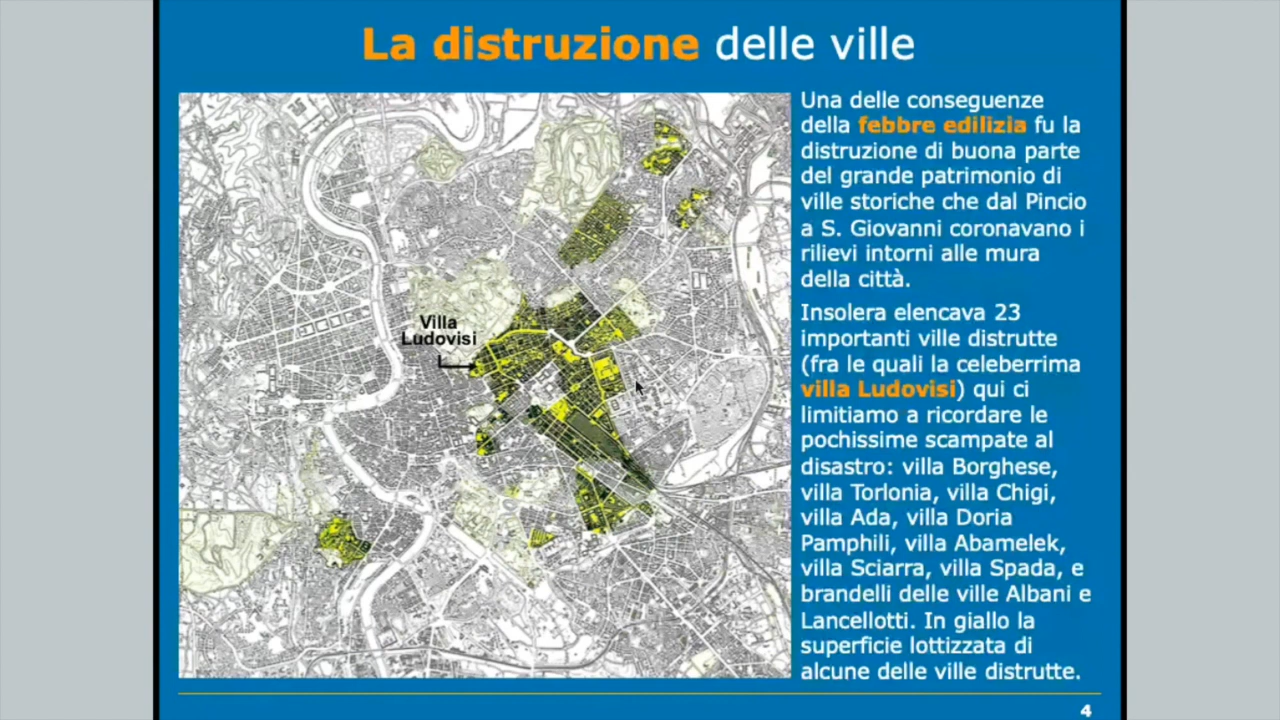 La distruzione delle ville
Una delle conseguenze
della febbre edilizia fu la
distruzione di buona parte
del grande patrimonio di
ville storiche che dal Pincio
a S. Giovanni coronavano i
rilievi intorni alle mura
della città.
Insolera elencava 23
importanti ville distrutte
(fra le quali la celeberrima
villa Ludovisi) qui ci
limitiamo a ricordare le
pochissime scampate al
disastro: villa Borghese,
villa Torlonia, villa Chigi,
villa Ada, villa Doria
Pamphili, villa Abamelek,
villa Sciarra, villa Spada, e
brandelli delle ville Albani e
Lancellotti. In giallo la
superficie lottizzata di
alcune delle ville distrutte.
Villa
Ludovisi
4